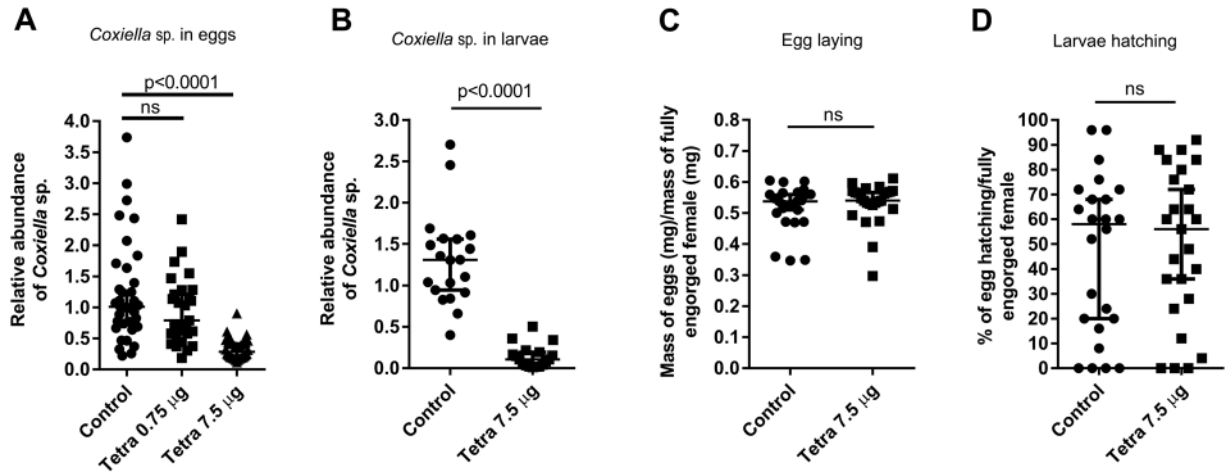 A
Coxiella sp. in eggs
p<0.0001
ns
Relative abundance
of Coxiella sp.
4.0
3.5
3.0
2.5
2.0
1.5
1.0
0.5
0.0
Control
Tetra 0.75 μg
Tetra 7.5 μg
B
Coxiella sp. in larvae
p<0.0001
Relative abundance
of Coxiella sp.
3.0
2.5
2.0
1.5
1.0
0.5
0.0
Control
Tetra 7.5 μg
C
Egg laying
ns
Mass of eggs (mg)/mass of fully
engorged female (mg)
0.8
0.7
0.6
0.5
0.4
0.3
0.2
0.1
0.0
Control
Tetra 7.5 μg
D
Larvae hatching
ns
% of egg hatching/fully
engorged female
100
90
80
70
60
50
40
30
20
10
0
Control
Tetra 7.5 μg